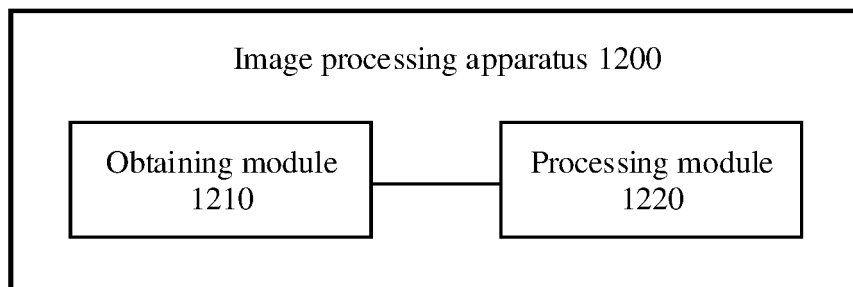 Image processing apparatus 1200
Obtaining module
1210
Processing module
1220